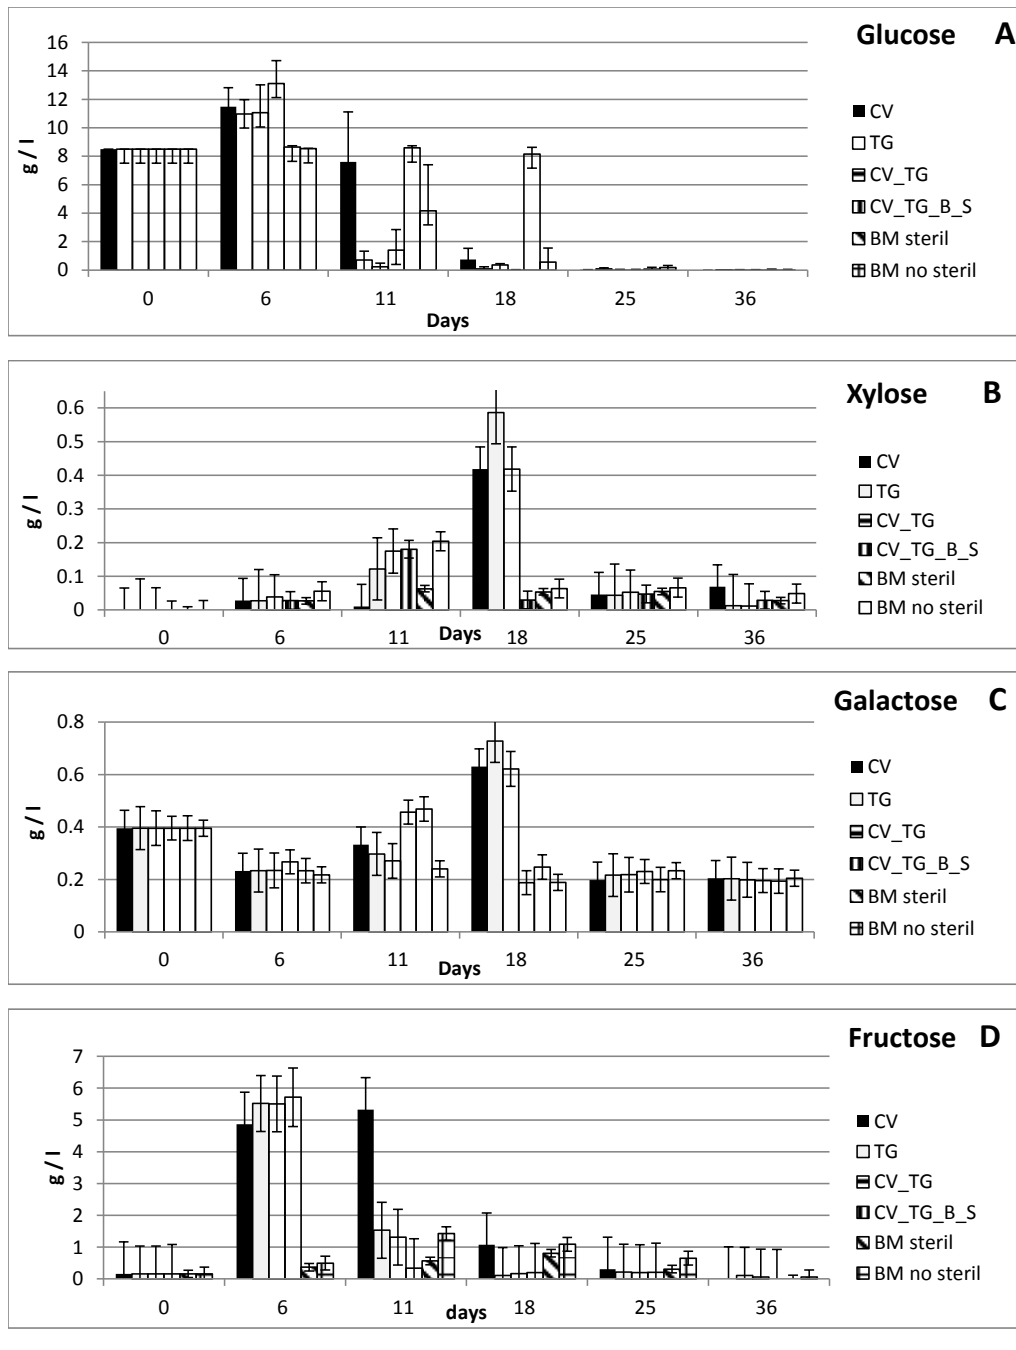 Glucose A
16
14
12
10
8
6
4
2
0
g / l
0 6 11 18 25 36
Days
CV
TG
CV_TG
CV_TG_B_S
BM steril
BM no steril
Xylose B
0.6
0.5
0.4
0.3
0.2
0.1
0
g / l
0 6 11 18 25 36
Days
CV
TG
CV_TG
CV_TG_B_S
BM steril
BM no steril
Galactose C
0.8
0.6
0.4
0.2
0
g / l
0 6 11 18 25 36
Days
CV
TG
CV_TG
CV_TG_B_S
BM steril
BM no steril
Fructose D
7
6
5
4
3
2
1
0
g / l
0 6 11 18 25 36
days
CV
TG
CV_TG
CV_TG_B_S
BM steril
BM no steril